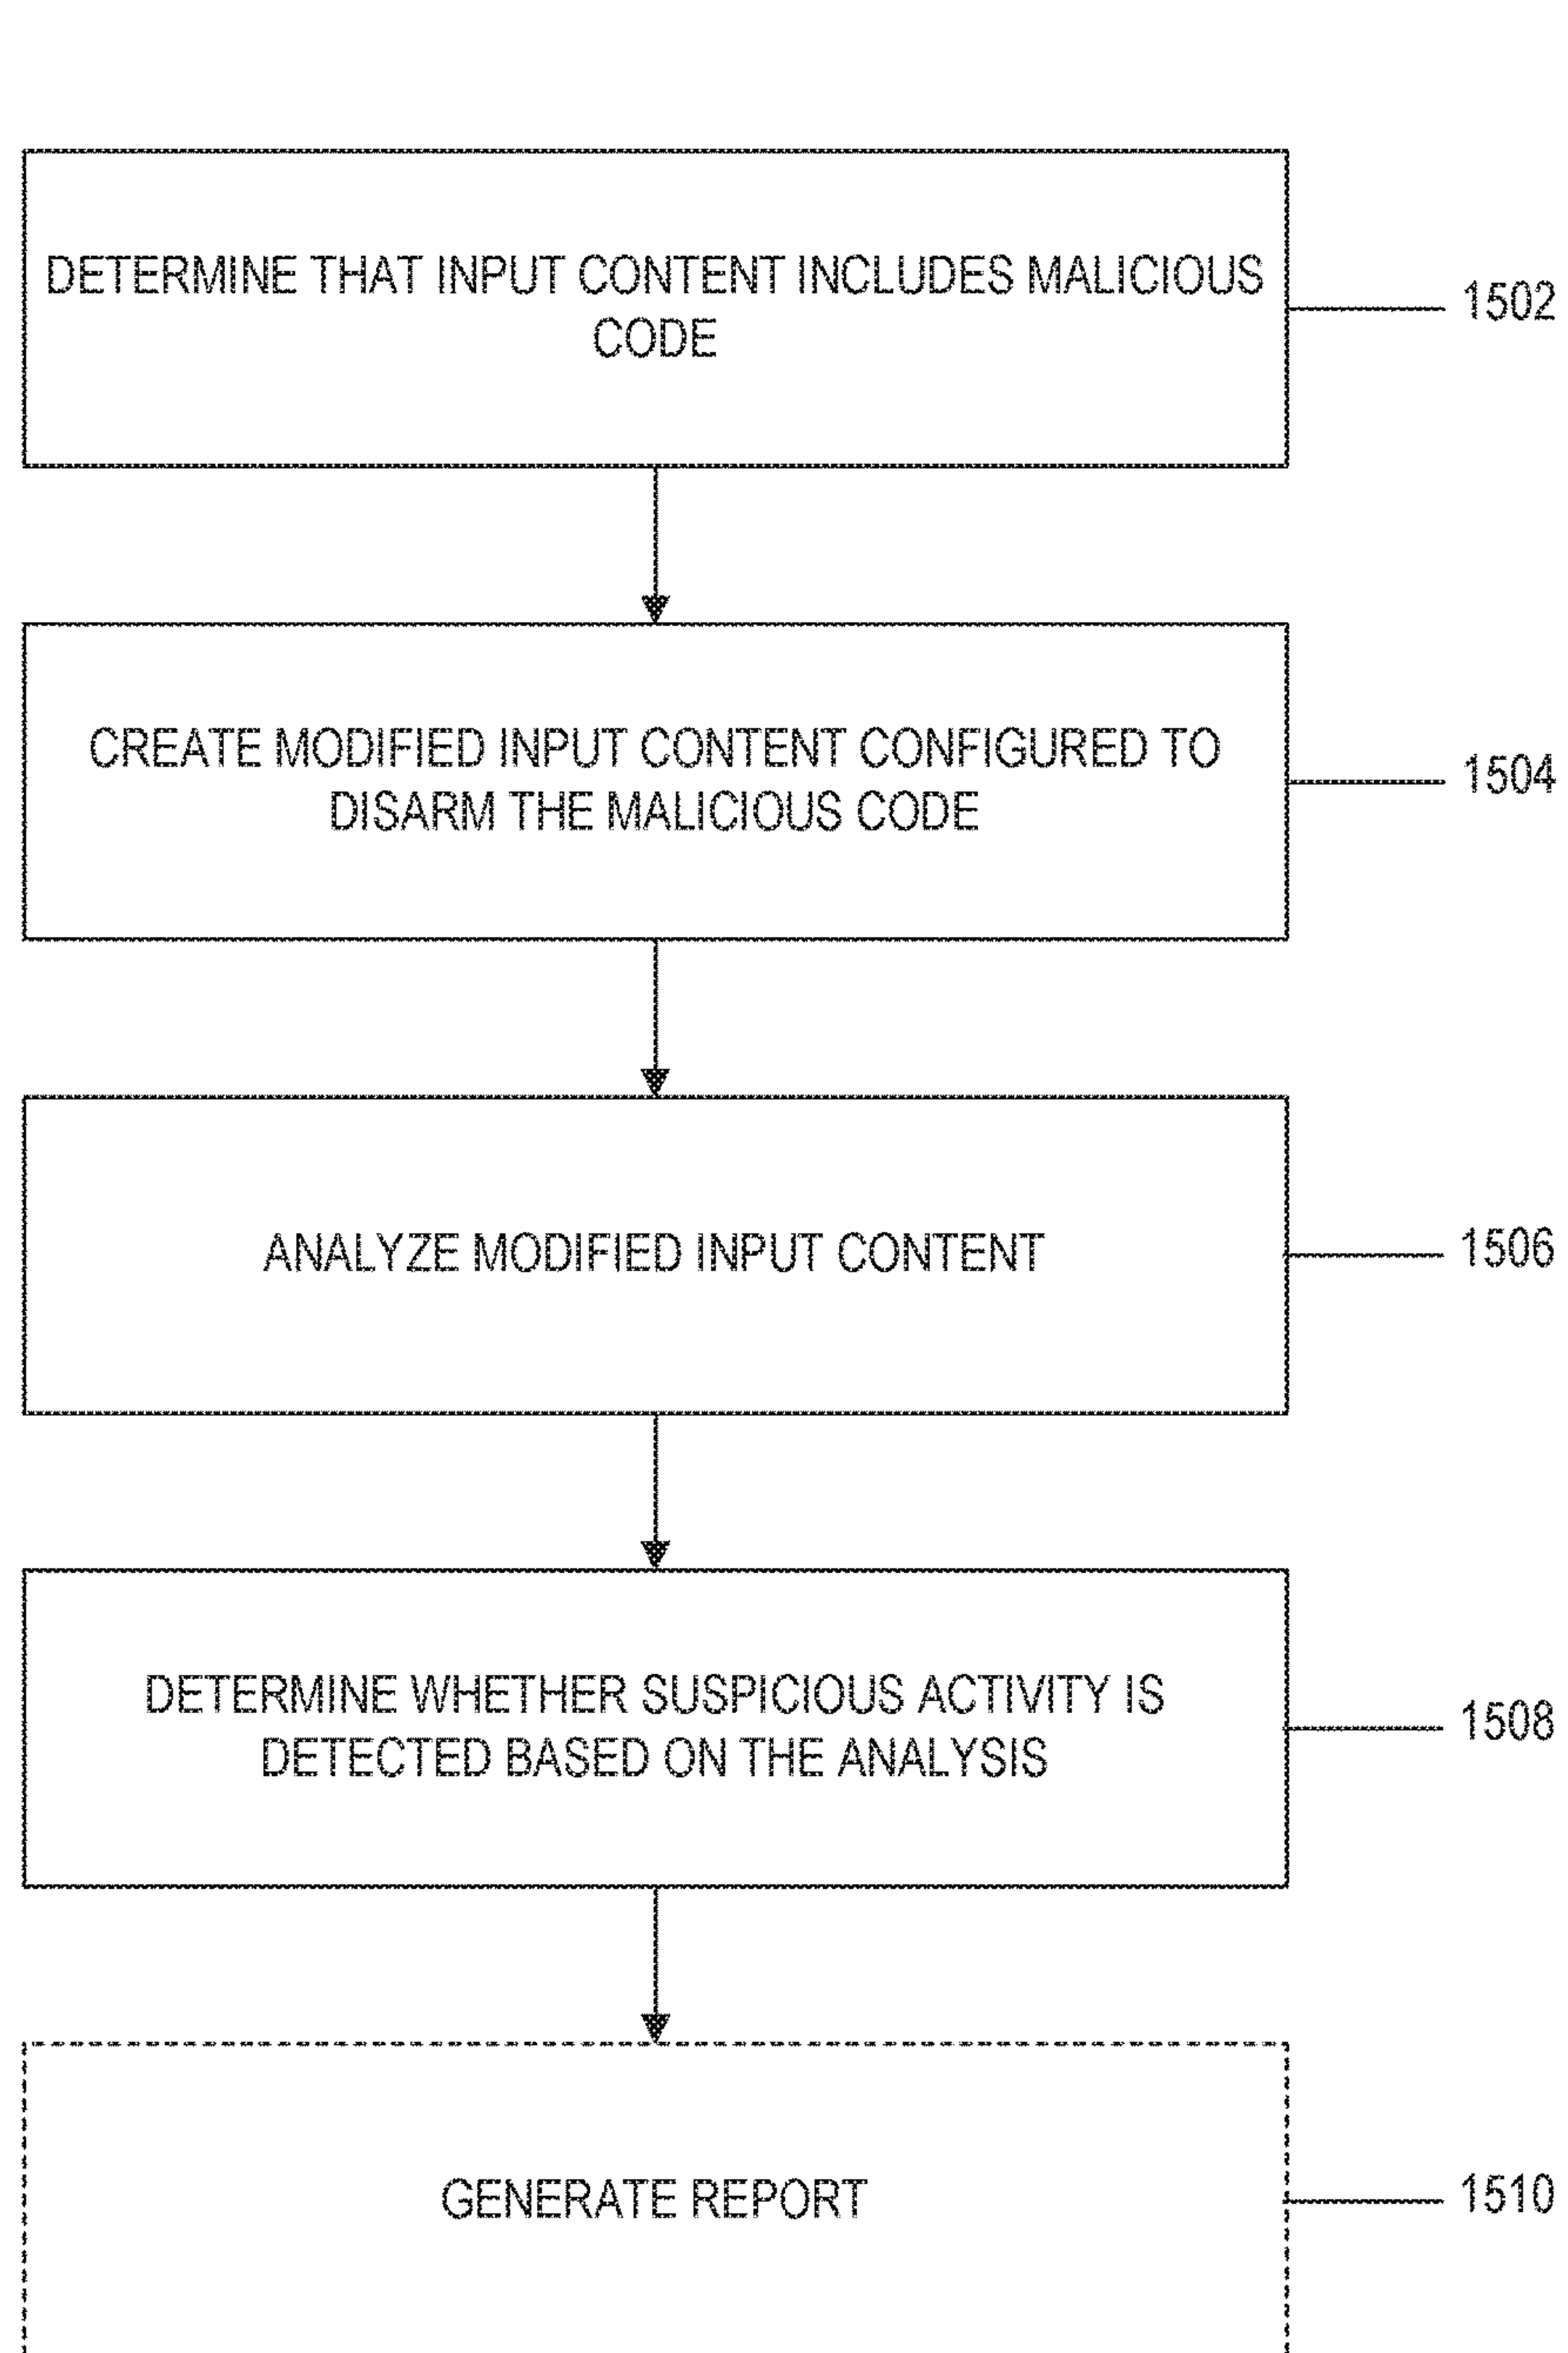 DETERMINE THAT INPUT CONTENT INCLUDES MALICIOUS
CODE
1502
CREATE MODIFIED INPUT CONTENT CONFIGURED TO
DISARM THE MALICIOUS CODE
1504
ANALYZE MODIFIED INPUT CONTENT
1506
DETERMINE WHETHER SUSPICIOUS ACTIVITY IS
DETECTED BASED ON THE ANALYSIS
1508
GENERATE REPORT
1510